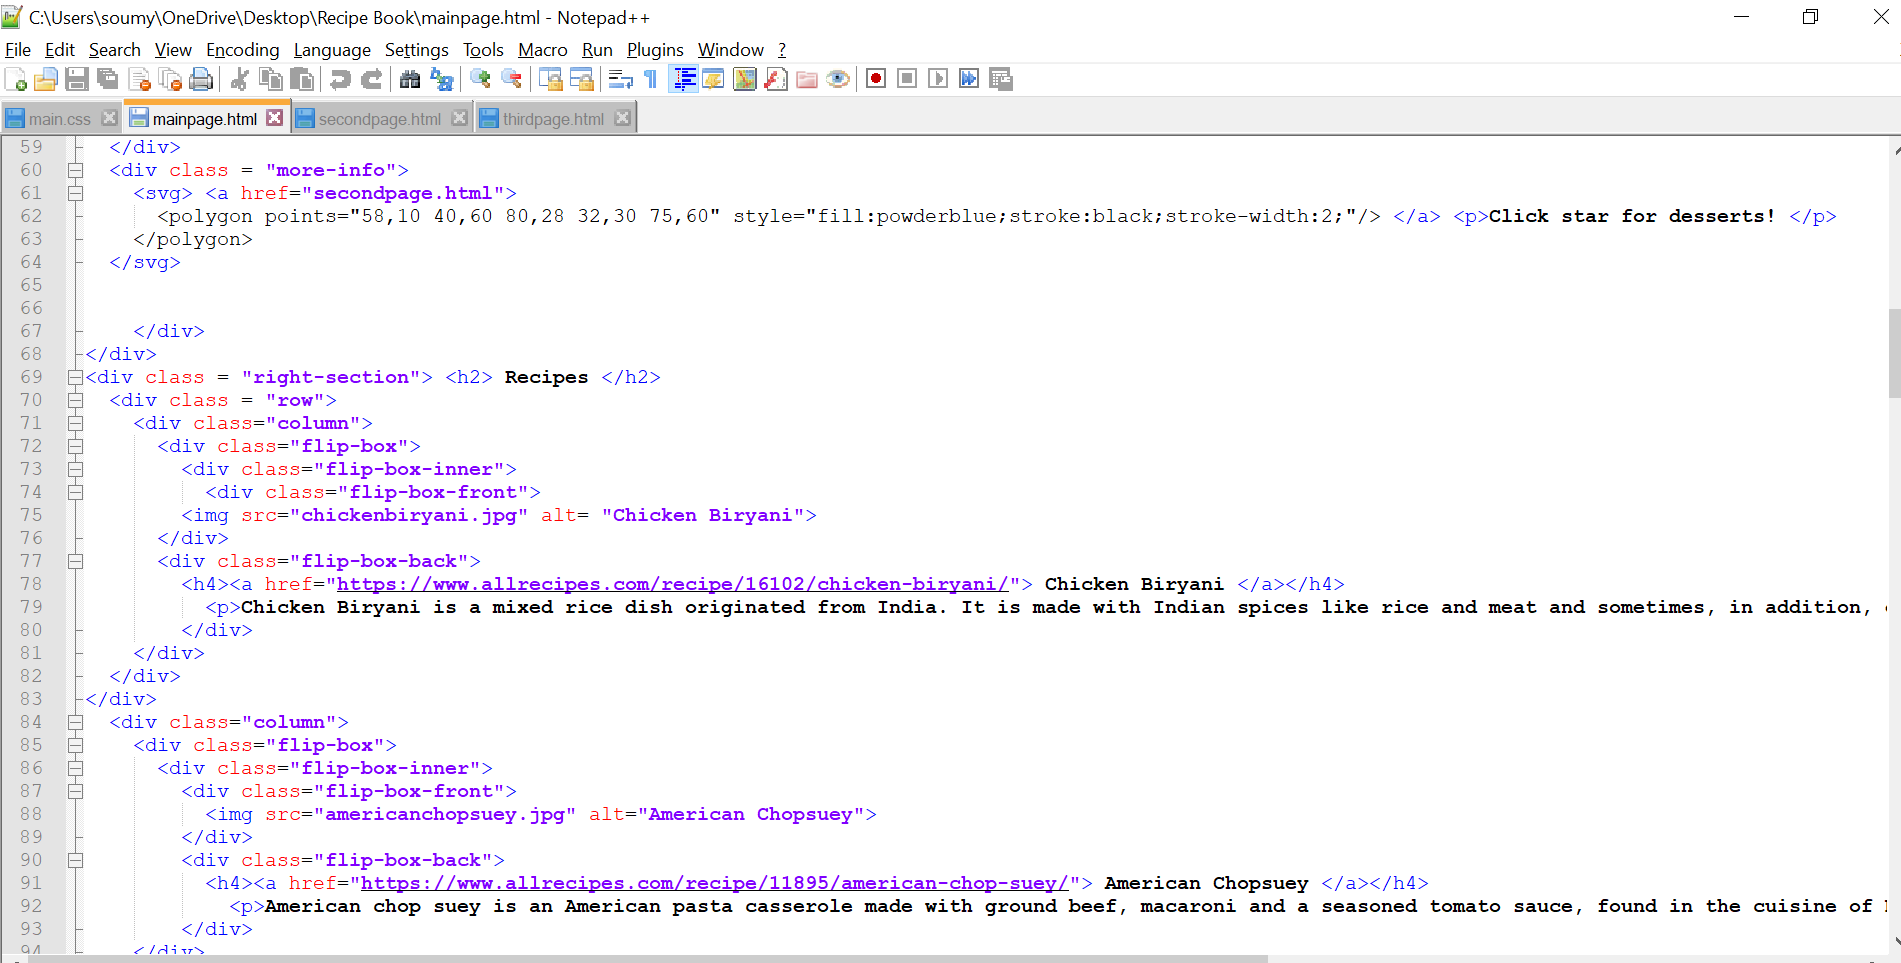 C:\Users\soumy\OneDrive\Desktop\Recipe Book\mainpage.html - Notepad++
File Edit Search View Encoding Language Settings Tools Macro Run Plugins Window ?
main.css mainpage.html secondpage.html thirdpage.html
59 </div>
60 <div class = "more-info">
61 <svg> <a href="secondpage.html">
62 <polygon points="58,10 40,60 80,28 32,30 75,60" style="fill:powderblue;stroke:black;stroke-width:2;"/> </a> <p>Click star for desserts! </p>
63 </polygon>
64 </svg>
65
66
67 </div>
68 </div>
69 <div class = "right-section"> <h2> Recipes </h2>
70 <div class = "row">
71 <div class="column">
72 <div class="flip-box">
73 <div class="flip-box-inner">
74 <div class="flip-box-front">
75 <img src="chickenbiryani.jpg" alt= "Chicken Biryani">
76 </div>
77 <div class="flip-box-back">
78 <h4><a href="https://www.allrecipes.com/recipe/16102/chicken-biryani/"> Chicken Biryani </a></h4>
79 <p>Chicken Biryani is a mixed rice dish originated from India. It is made with Indian spices like rice and meat and sometimes, in addition,
80 </div>
81 </div>
82 </div>
83 </div>
84 <div class="column">
85 <div class="flip-box">
86 <div class="flip-box-inner">
87 <div class="flip-box-front">
88 <img src="americanchopsuey.jpg" alt="American Chopsuey">
89 </div>
90 <div class="flip-box-back">
91 <h4><a href="https://www.allrecipes.com/recipe/11895/american-chop-suey/"> American Chopsuey </a></h4>
92 <p>American chop suey is an American pasta casserole made with ground beef, macaroni and a seasoned tomato sauce, found in the cuisine of
93 </div>
94 </div>